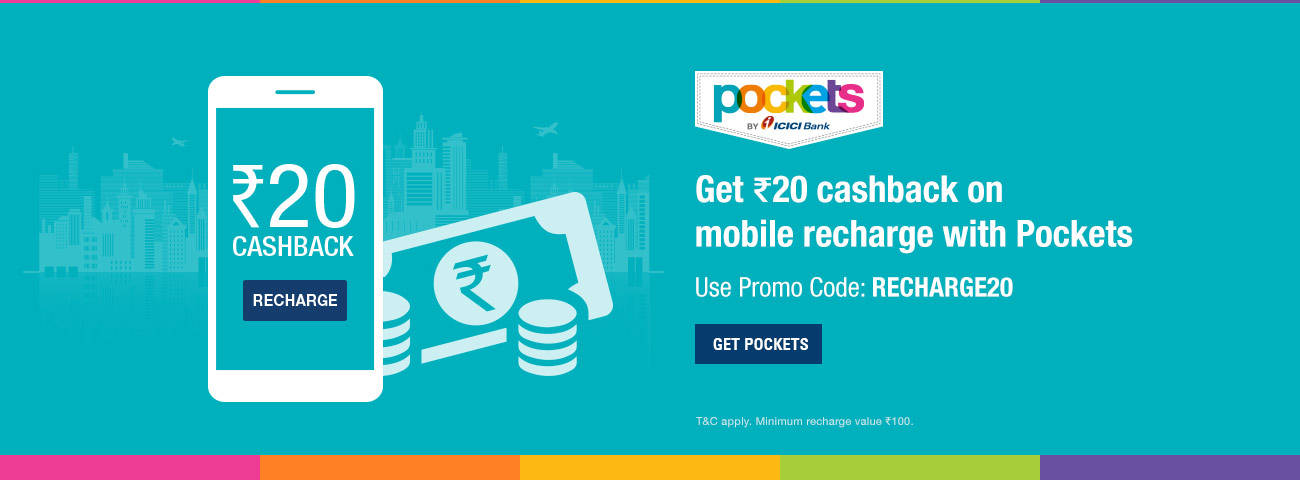 ₹20
CASHBACK
RECHARGE
pockets
BY ICICI Bank
Get ₹20 cashback on
mobile recharge with Pockets
Use Promo Code: RECHARGE20
GET POCKETS
T&C apply. Minimum recharge value ₹100.
₹